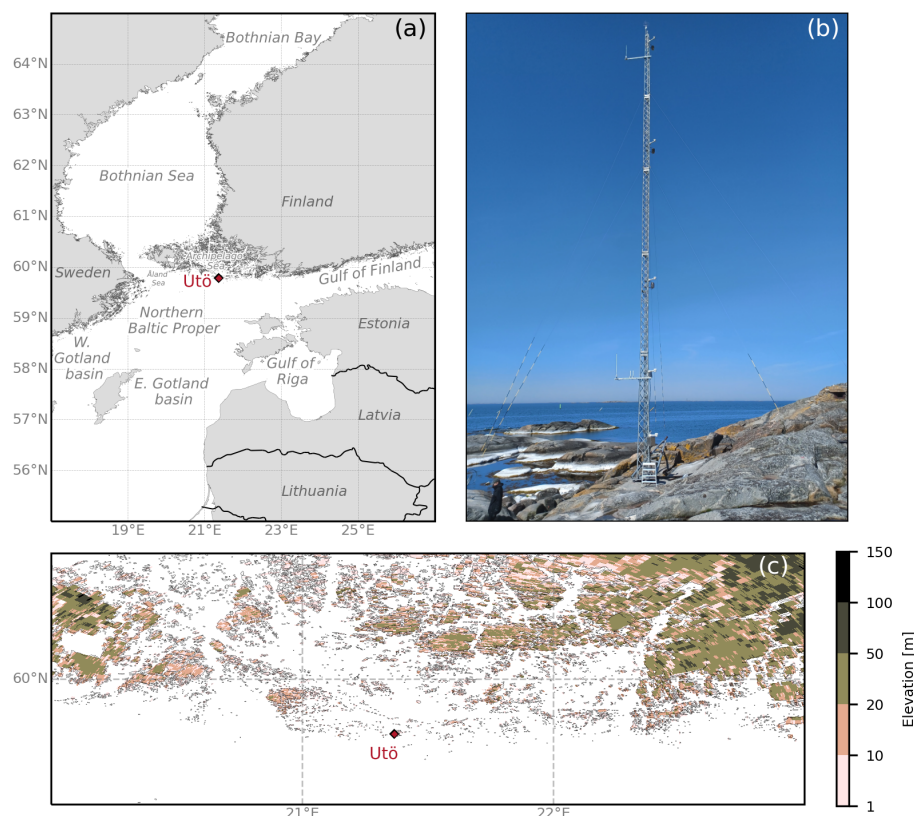 (a)
Bothnian Bay
64°N
63°N
62°N
Bothnian Sea
Finland
61°N
60°N
Archipelago
Sea
Sweden
Åland
Sea
Utö
Gulf of Finland
59°N
Northern
Baltic Proper
Estonia
W.
Gotland
basin
58°N
Gulf of
Riga
E. Gotland
basin
57°N
Latvia
56°N
Lithuania
19°E
21°E
23°E
25°E
(b)
(c)
60°N
Utö
21°E
22°E
150
100
50
20
10
1
Elevation [m]